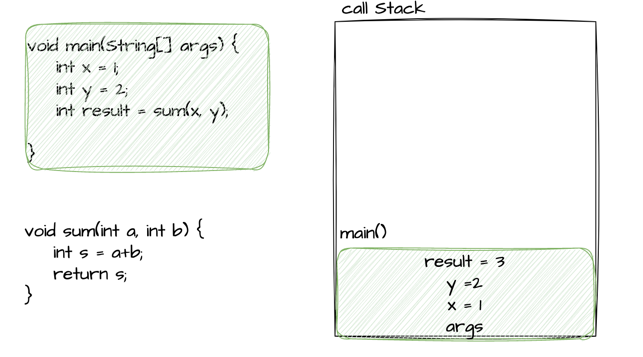 void main(String[] args) {
int x = 1;
int y = 2;
int result = sum(x, y);
}
void sum(int a, int b) {
int s = a+b;
return s;
}
call Stack
main()
result = 3
y =2
x = 1
args